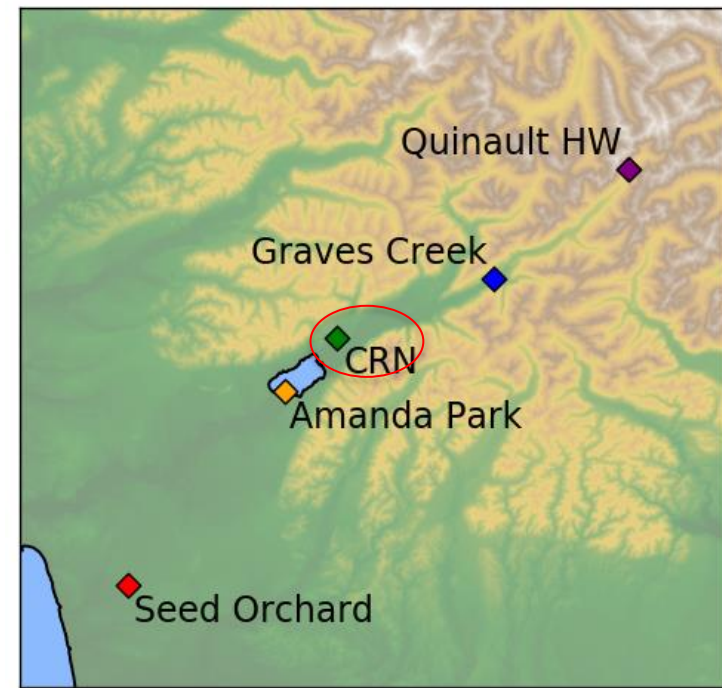 Quinault HW
Graves Creek
CRN
Amanda Park
Seed Orchard